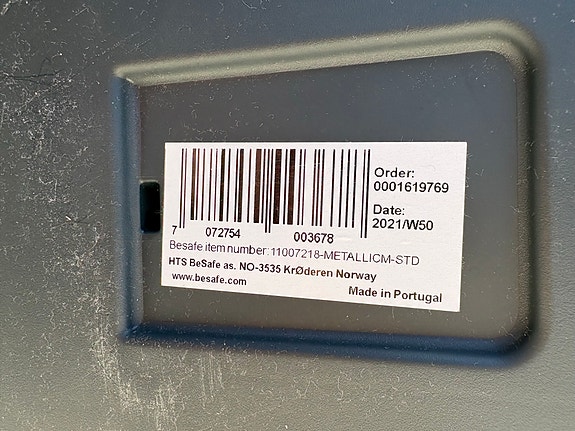 Order:
0001619769
Date:
2021/W50
7 072754 003678
Besafe item number:11007218-METALLICM-STD
HTS BeSafe as. NO-3535 KrØderen Norway
www.besafe.com
Made in Portugal